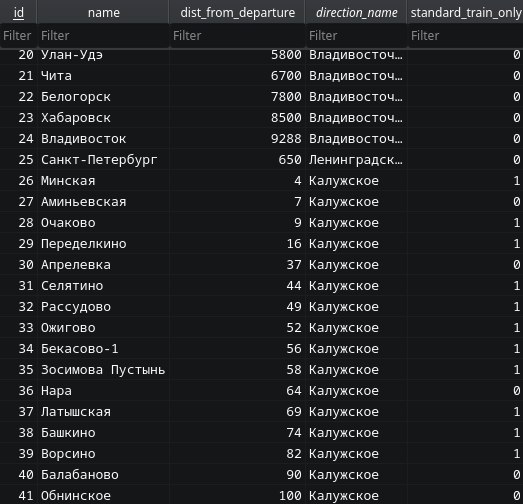 id name dist_from_departure direction_name standard_train_only
Filter Filter Filter Filter Filter
20 Улан-Удэ 5800 Владивосточ… 0
21 Чита 6700 Владивосточ… 0
22 Белогорск 7800 Владивосточ… 0
23 Хабаровск 8500 Владивосточ… 0
24 Владивосток 9288 Владивосточ… 0
25 Санкт-Петербург 650 Ленинградск… 0
26 Минская 4 Калужское 1
27 Аминьевская 7 Калужское 0
28 Очаково 9 Калужское 1
29 Переделкино 16 Калужское 1
30 Апрелевка 37 Калужское 0
31 Селятино 44 Калужское 1
32 Рассудово 49 Калужское 1
33 Ожигово 52 Калужское 1
34 Бекасово-1 56 Калужское 1
35 Зосимова Пустынь 58 Калужское 1
36 Нара 64 Калужское 0
37 Латышская 69 Калужское 1
38 Башкино 74 Калужское 1
39 Ворсино 82 Калужское 1
40 Балабаново 90 Калужское 0
41 Обнинское 100 Калужское 0